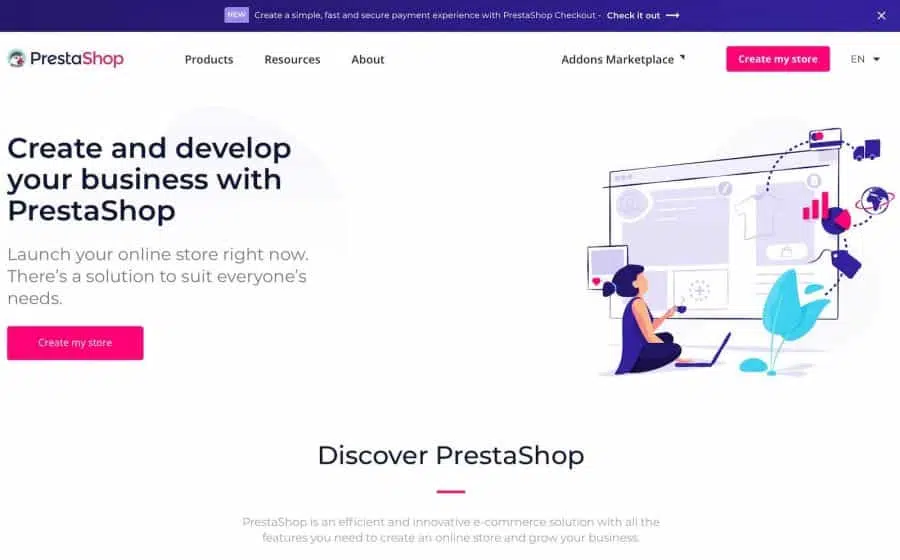 NEW Create a simple, fast and secure payment experience with PrestaShop Checkout - Check it out
PrestaShop Products Resources About Addons Marketplace Create my store EN
Create and develop
your business with
PrestaShop
Launch your online store right now.
There's a solution to suit everyone's
needs.
Create my store
Discover PrestaShop
PrestaShop is an efficient and innovative e-commerce solution with all the
features you need to create an online store and grow your business.